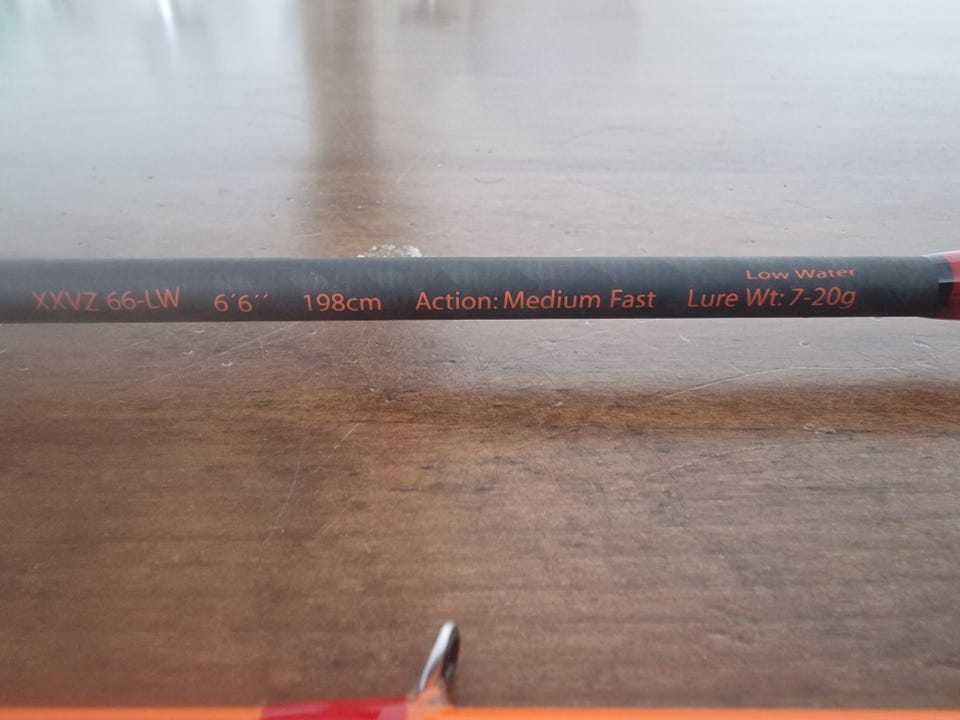 Low Water
XXVZ 66-LW 6´6´´ 198cm Action: Medium Fast Lure Wt: 7-20g